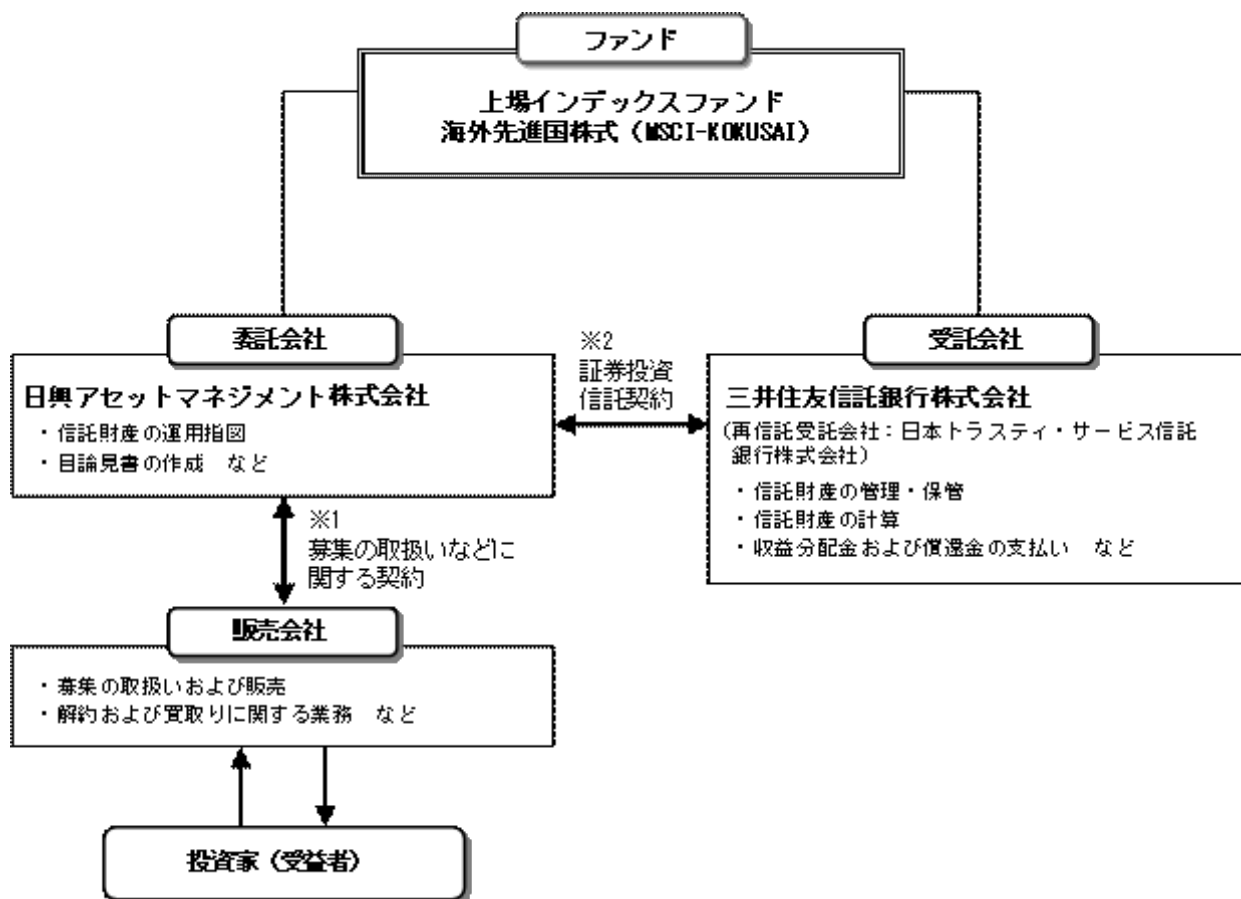 ファンド
上場インデックスファンド
海外先進国株式（MSCI-KOKUSAI）
委託会社
日興アセットマネジメント株式会社
・信託財産の運用指図
・目論見書の作成　など
※2
証券投資
信託契約
受託会社
三井住友信託銀行株式会社
（再信託受託会社：日本トラスティ・サービス信託
銀行株式会社）
・信託財産の管理・保管
・信託財産の計算
・収益分配金および償還金の支払い　など
※1
募集の取扱いなどに
関する契約
販売会社
・募集の取扱いおよび販売
・解約および買取りに関する業務　など
投資家（受益者）